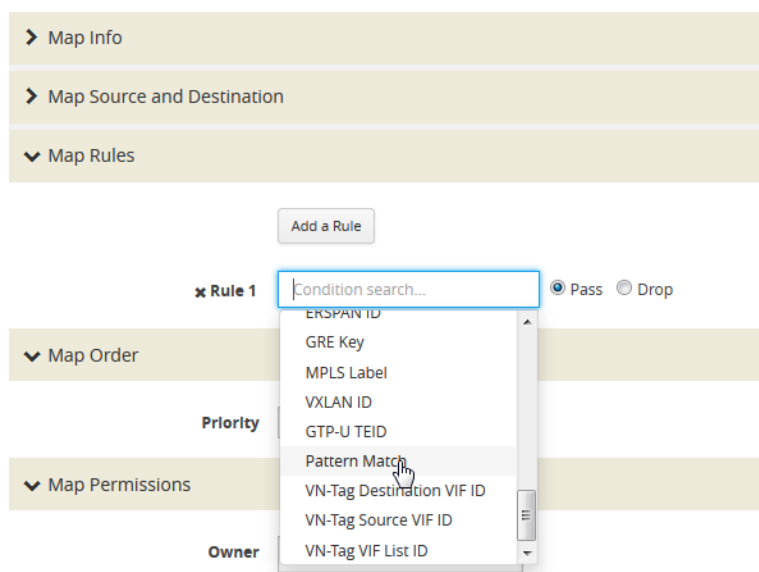 Map Info
Map Source and Destination
Map Rules
Add a Rule
Rule 1
Condition search...
Pass
Drop
ERSPAN ID
GRE Key
Map Order
MPLS Label
VXLAN ID
Priority
GTP-U TEID
Pattern Match
Map Permissions
VN-Tag Destination VIF ID
VN-Tag Source VIF ID
Owner
VN-Tag VIF List ID